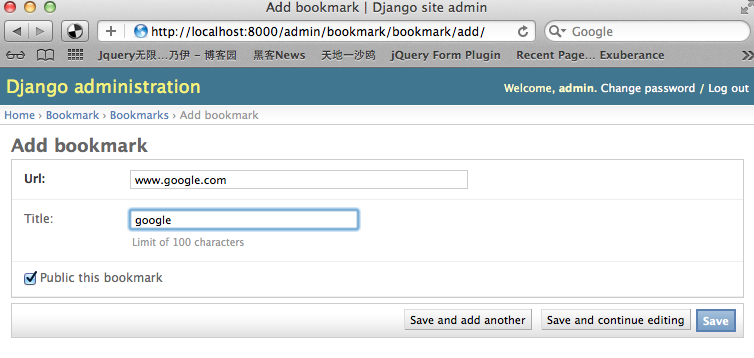 Add bookmark | Django site admin
http://localhost:8000/admin/bookmark/bookmark/add/ Google
Jquery无限... 乃伊 - 博客园 黑客News 天地一沙鸥 jQuery Form Plugin Recent Page... Exuberance
Django administration Welcome, admin. Change password / Log out
Home › Bookmark › Bookmarks › Add bookmark
Add bookmark
Url: www.google.com
Title: google
Limit of 100 characters
Public this bookmark
Save and add another Save and continue editing Save